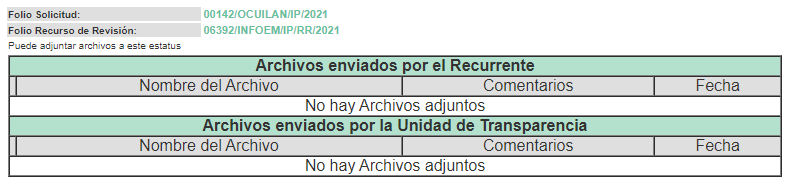 Folio Solicitud: 00142/OCUILAN/IP/2021
Folio Recurso de Revisión: 06392/INFOEM/IP/RR/2021
Puede adjuntar archivos a este estatus
Archivos enviados por el Recurrente
Nombre del Archivo Comentarios Fecha
No hay Archivos adjuntos
Archivos enviados por la Unidad de Transparencia
Nombre del Archivo Comentarios Fecha
No hay Archivos adjuntos